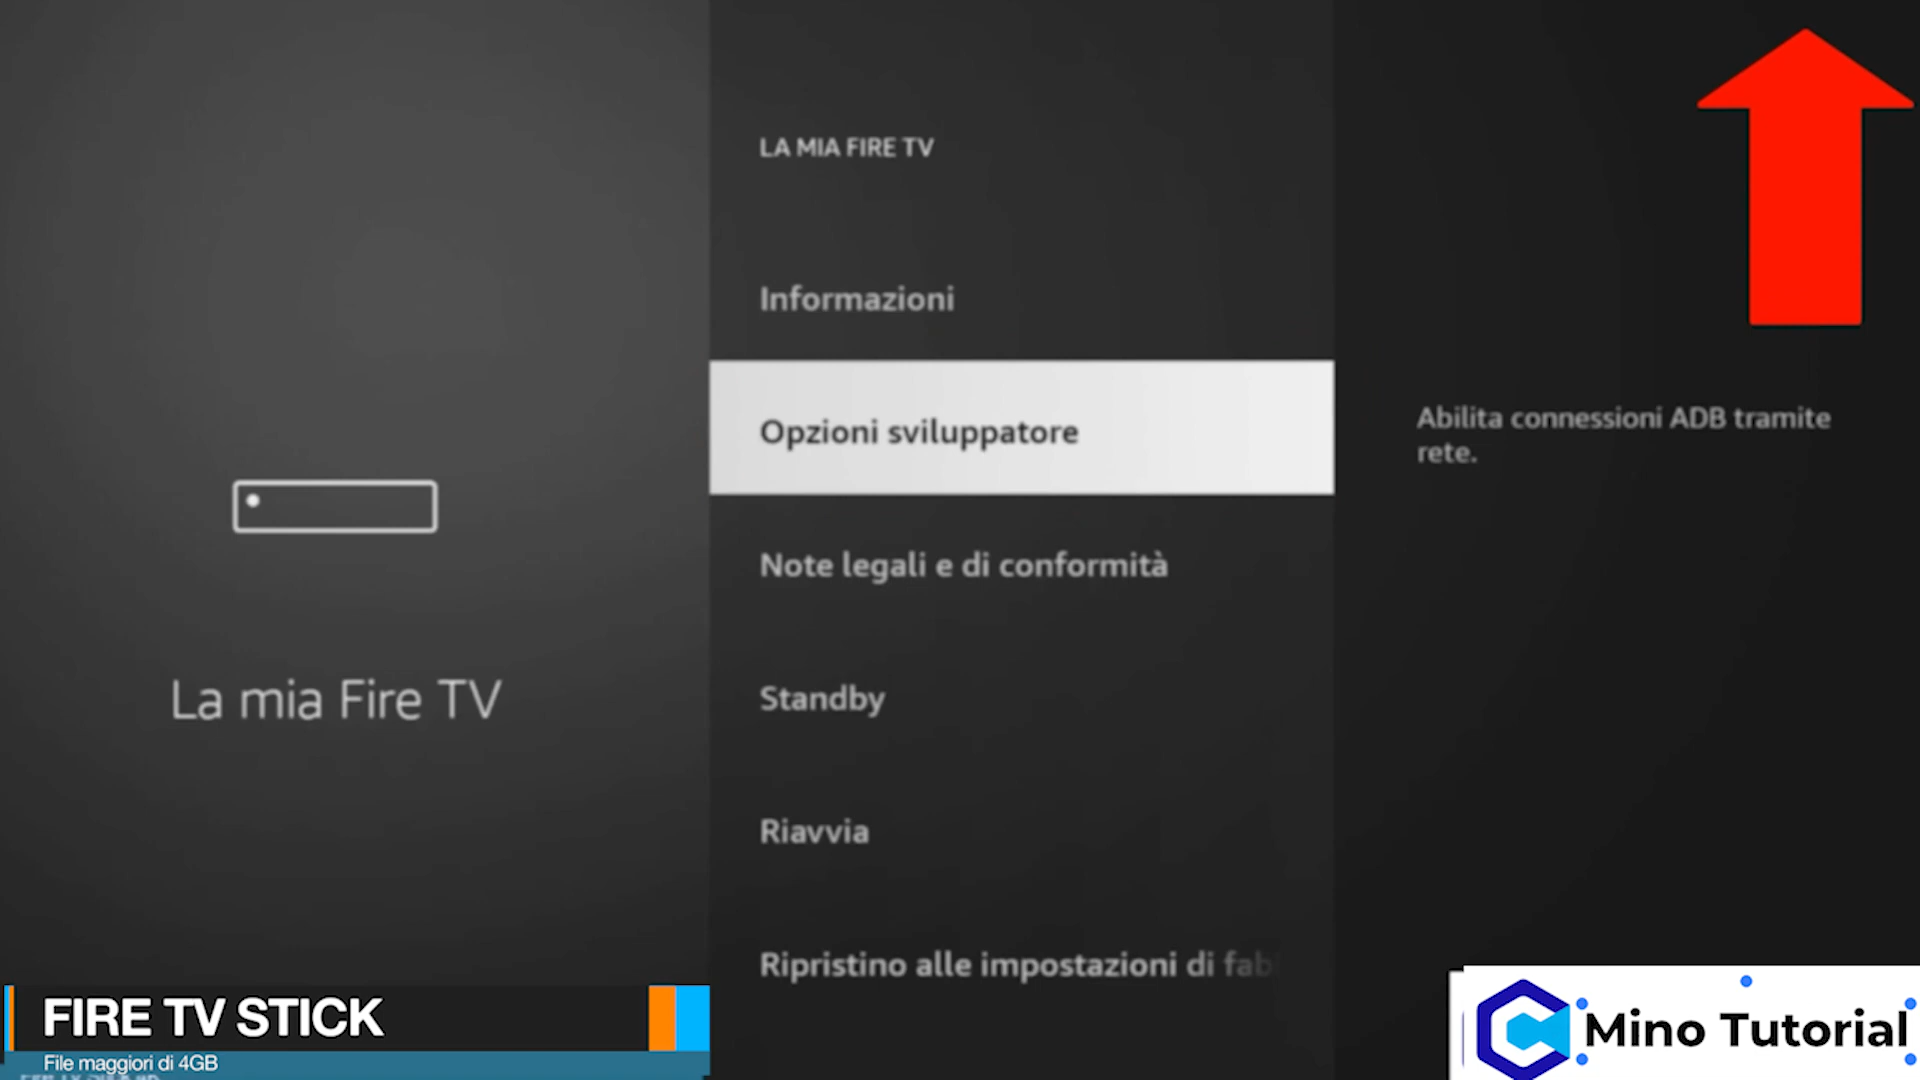 LA MIA FIRE TV
Informazioni
Opzioni sviluppatore
Abilita connessioni ADB tramite
rete.
Note legali e di conformità
La mia Fire TV
Standby
Riavvia
Ripristino alle impostazioni di fab
FIRE TV STICK
File maggiori di 4GB
Mino Tutorial